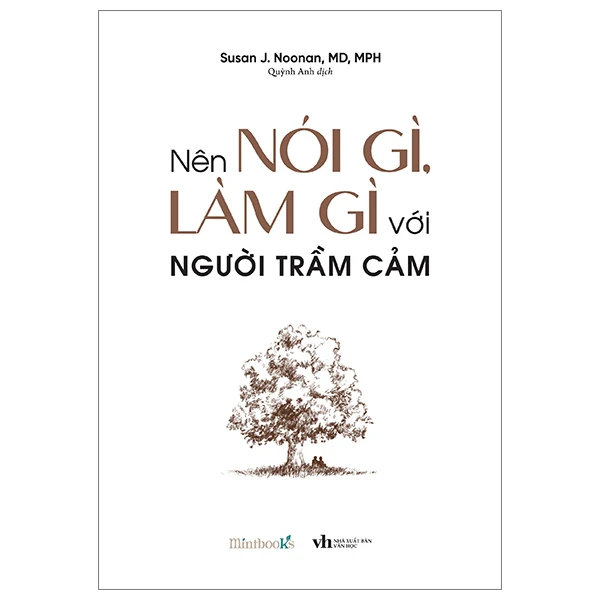 Susan J. Noonan, MD, MPH
Quỳnh Anh dịch
Nên NÓI GÌ,
LÀM GÌ với
NGƯỜI TRẦM CẢM
mintbooks
vh NHÀ XUẤT BẢN
VĂN HỌC